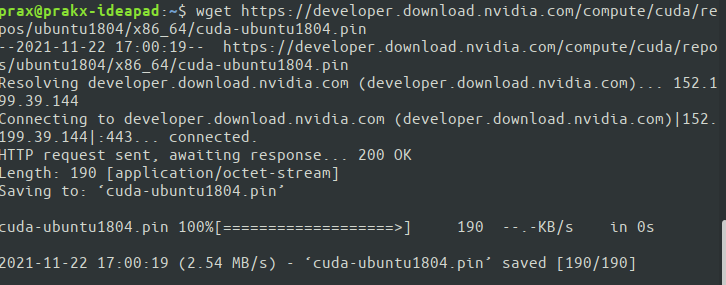 prax@prakx-ideapad:~$ wget https://developer.download.nvidia.com/compute/cuda/re
pos/ubuntu1804/x86_64/cuda-ubuntu1804.pin
--2021-11-22 17:00:19--  https://developer.download.nvidia.com/compute/cuda/repo
s/ubuntu1804/x86_64/cuda-ubuntu1804.pin
Resolving developer.download.nvidia.com (developer.download.nvidia.com)... 152.1
99.39.144
Connecting to developer.download.nvidia.com (developer.download.nvidia.com)|152.
199.39.144|:443... connected.
HTTP request sent, awaiting response... 200 OK
Length: 190 [application/octet-stream]
Saving to: ‘cuda-ubuntu1804.pin’
cuda-ubuntu1804.pin 100%[===================>]     190  --.-KB/s    in 0s
2021-11-22 17:00:19 (2.54 MB/s) - ‘cuda-ubuntu1804.pin’ saved [190/190]